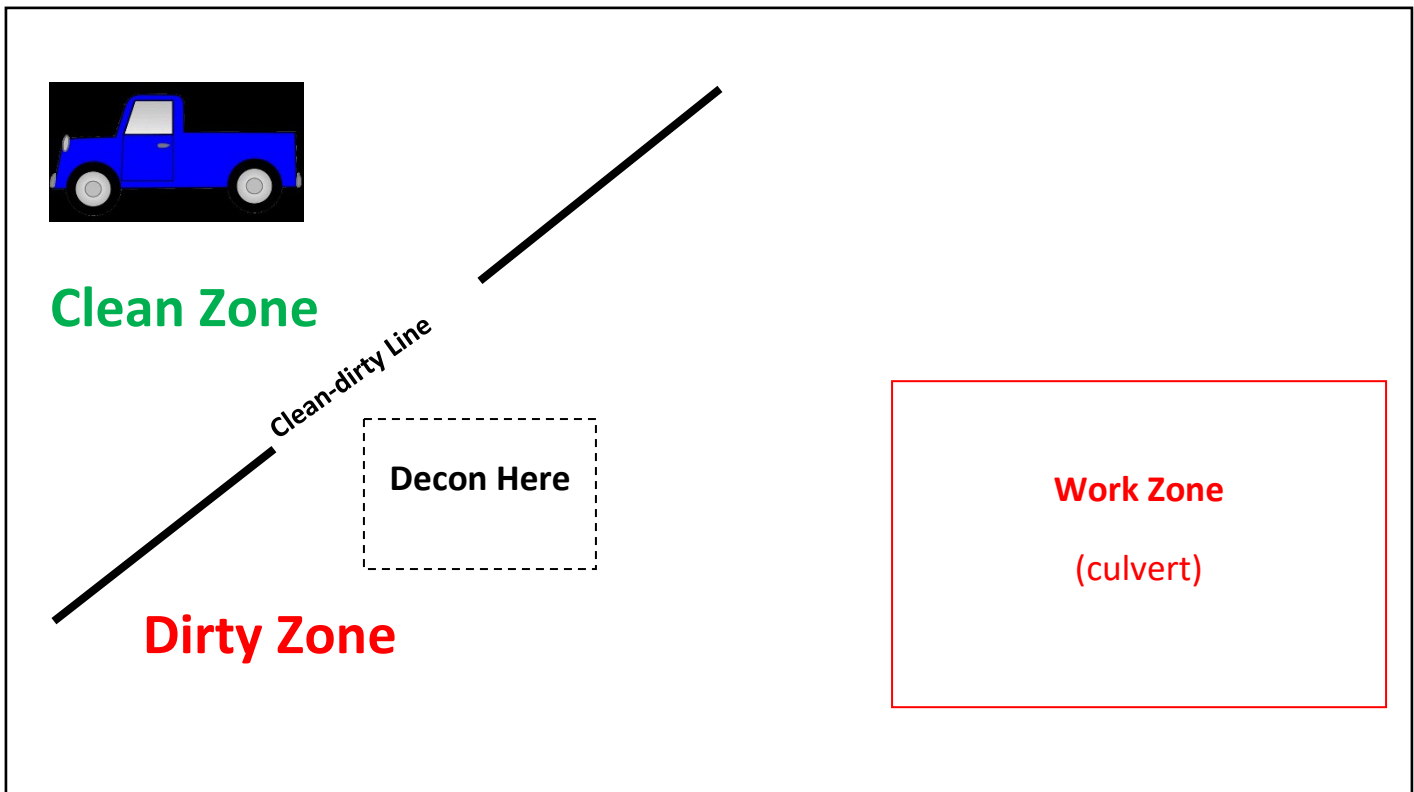 Clean Zone
Clean-dirty Line
Decon Here
Work Zone
(culvert)
Dirty Zone